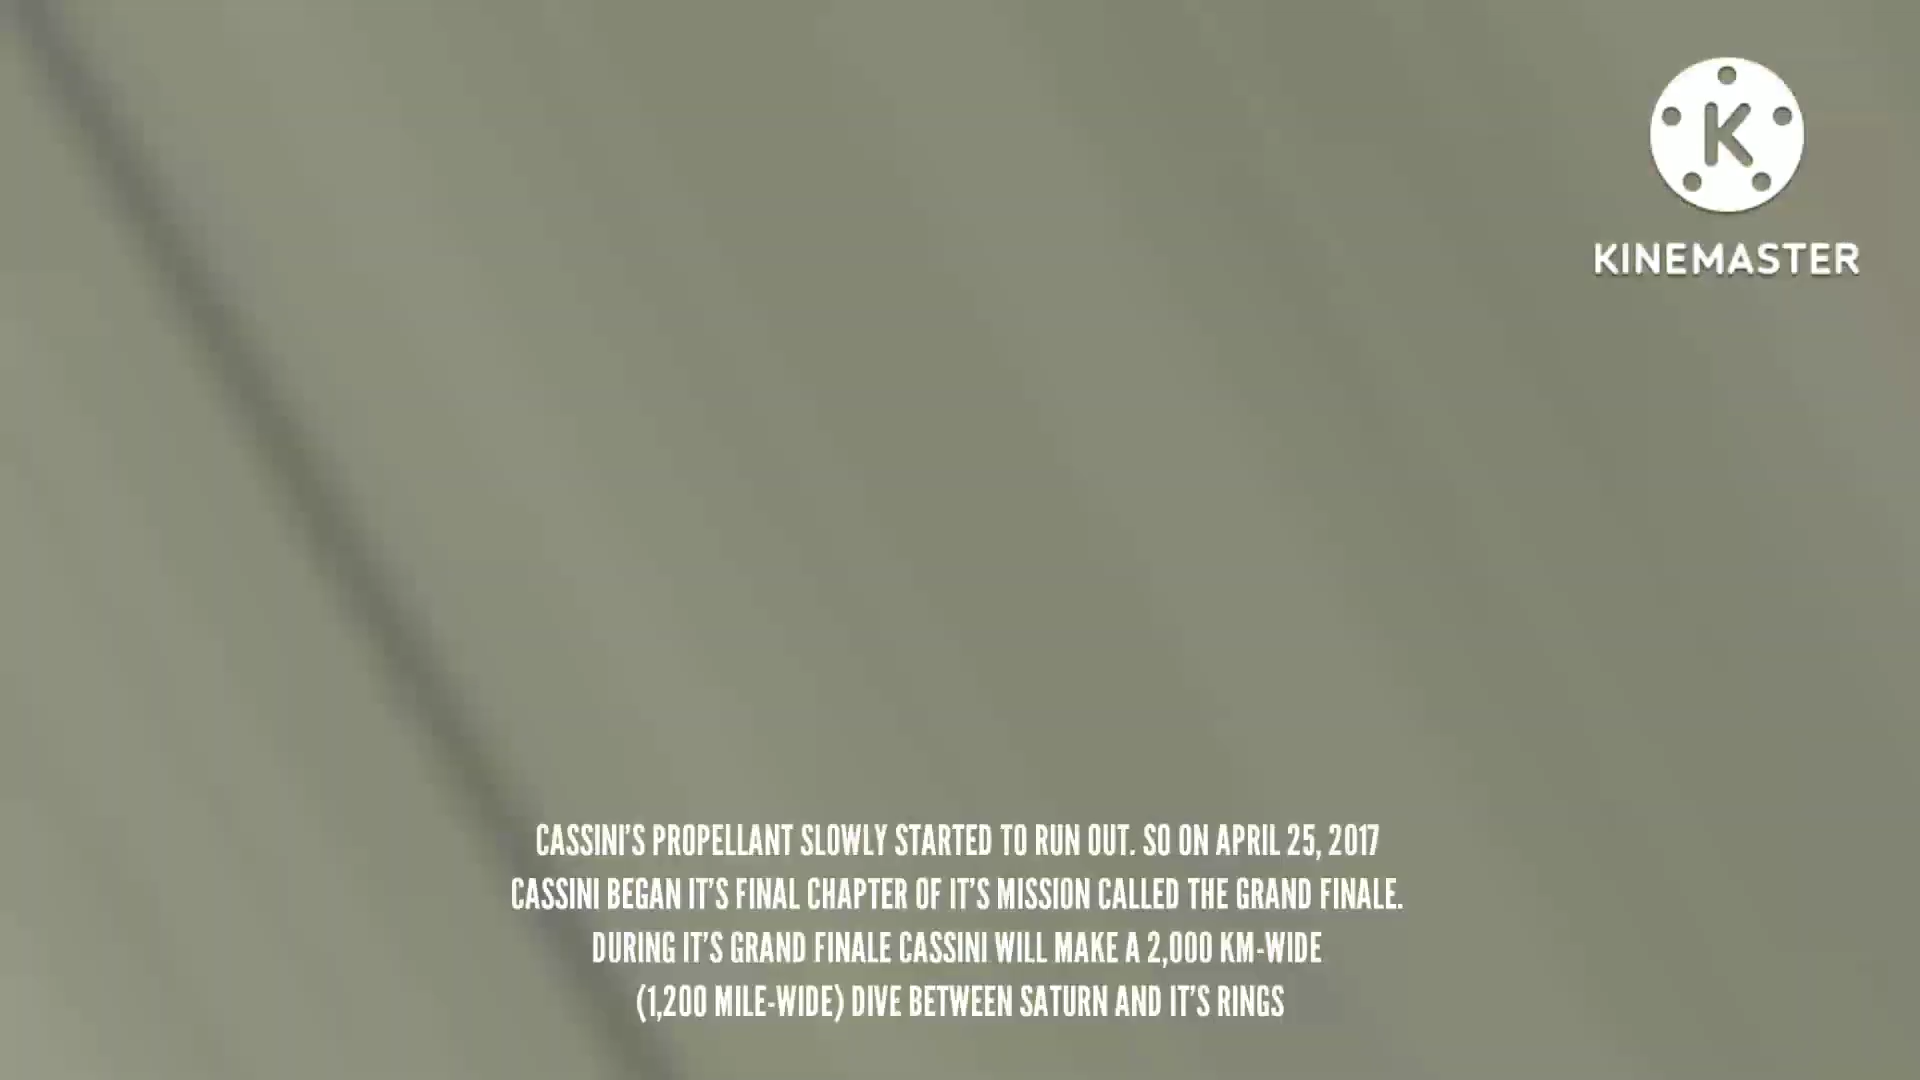 K
KINEMASTER
CASSINI'S PROPELLANT SLOWLY STARTED TO RUN OUT. SO ON APRIL 25, 2017
CASSINI BEGAN IT'S FINAL CHAPTER OF IT'S MISSION CALLED THE GRAND FINALE.
DURING IT'S GRAND FINALE CASSINI WILL MAKE A 2,000 KM-WIDE
(1,200 MILE-WIDE) DIVE BETWEEN SATURN AND IT'S RINGS